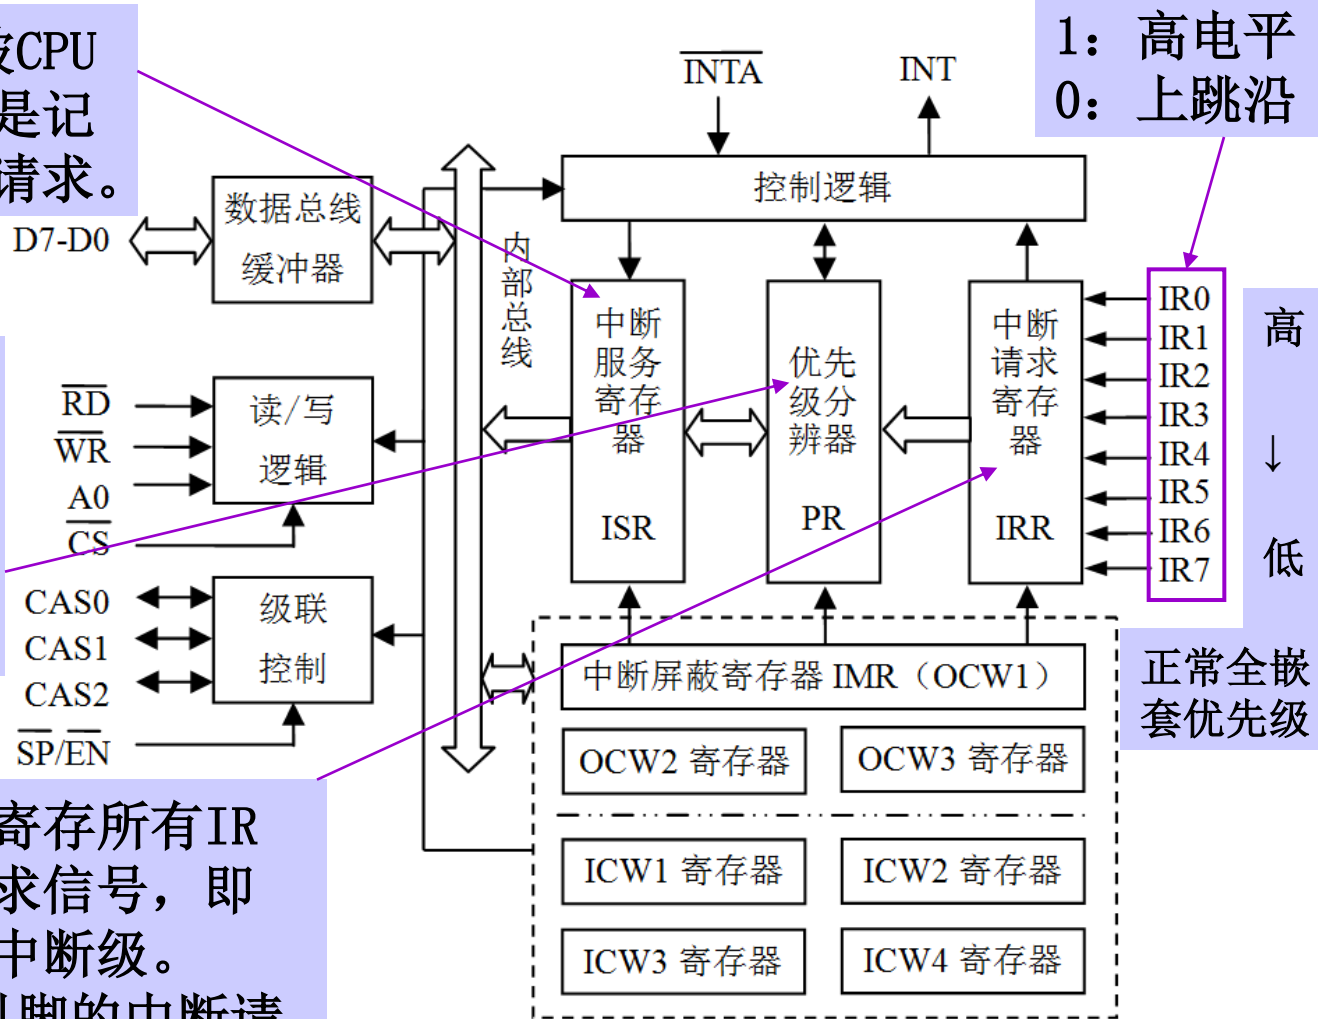 CPU
是记
请求。
INTA
INT
1：高电平
0：上跳沿
控制逻辑
D7-D0
数据总线
缓冲器
内
部
总
线
RD
WR
A0
CS
读/写
逻辑
CAS0
CAS1
CAS2
SP/EN
级联
控制
中断
服务
寄存
器
ISR
优先
级分
辨器
PR
中断
请求
寄存
器
IRR
IR0
IR1
IR2
IR3
IR4
IR5
IR6
IR7
高
↓
低
正常全嵌
套优先级
中断屏蔽寄存器 IMR（OCW1）
OCW2 寄存器
OCW3 寄存器
ICW1 寄存器
ICW2 寄存器
ICW3 寄存器
ICW4 寄存器
寄存所有IR
求信号，即
中断级。
脚的中断请